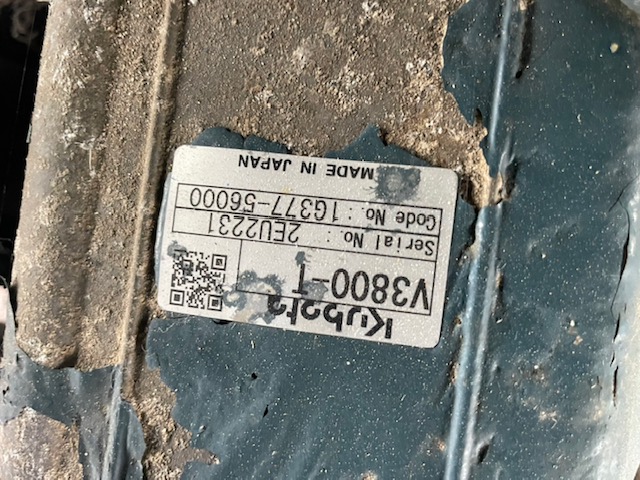 Kubota
V3800-T
Serial No.: 2EU2231
Code No.: 1G377-56000
MADE IN JAPAN